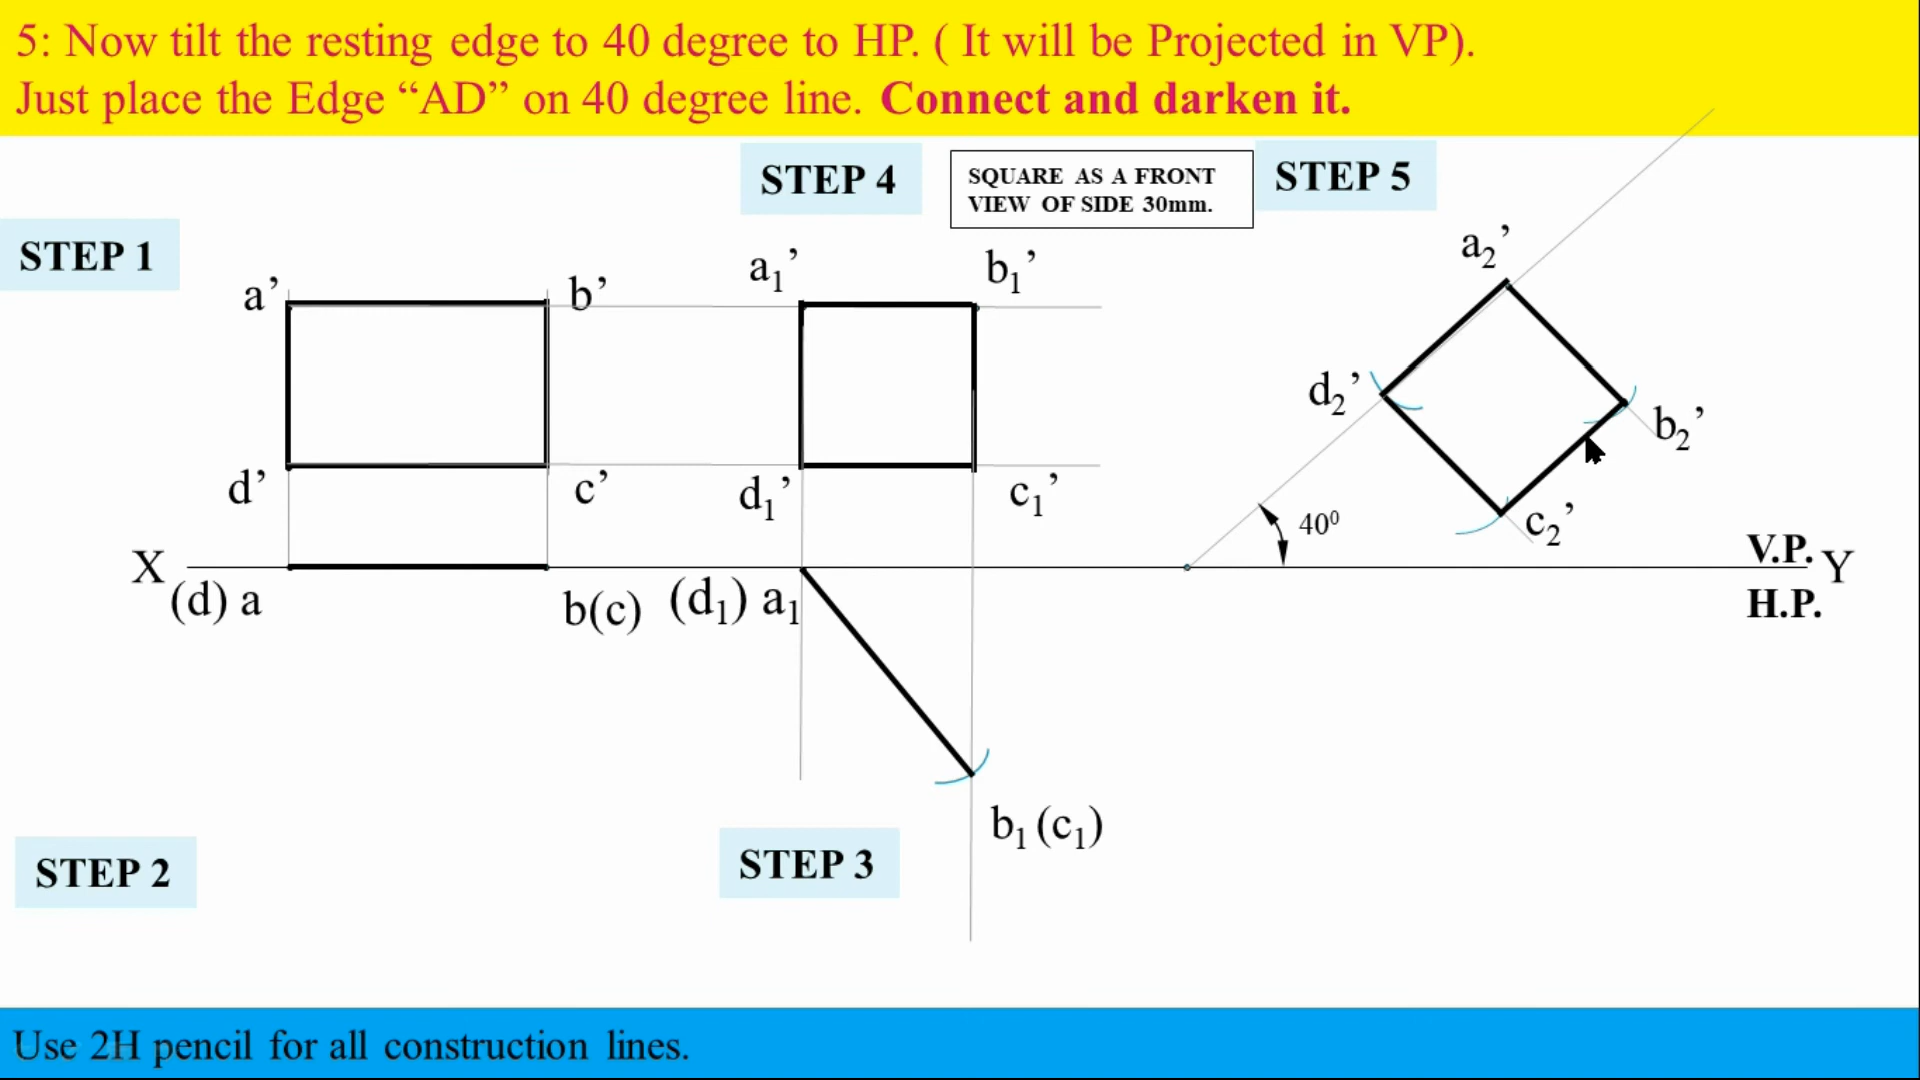 5: Now tilt the resting edge to 40 degree to HP. ( It will be Projected in VP).
Just place the Edge “AD” on 40 degree line. Connect and darken it.
STEP 4
SQUARE AS A FRONT
VIEW OF SIDE 30mm.
STEP 5
STEP 1
a’
b’
a₁’
b₁’
a₂’
d₂’
b₂’
d’
c’
d₁’
c₁’
40⁰
c₂’
X
V.P.
Y
(d) a
b(c)
(d₁) a₁
H.P.
b₁ (c₁)
STEP 3
STEP 2
Use 2H pencil for all construction lines.